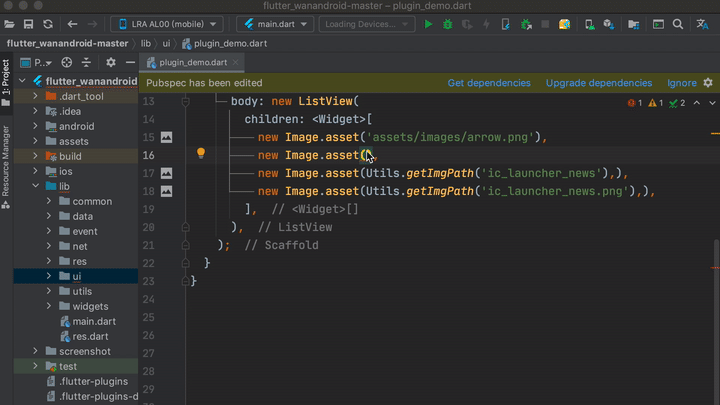 flutter_wanandroid-master – plugin_demo.dart
LRA AL00 (mobile)
main.dart
Loading Devices...
flutter_wanandroid-master
lib
ui
plugin_demo.dart
P...
plugin_demo.dart
1: Project
Resource Manager
flutter_wanandroid
.dart_tool
.idea
android
assets
build
ios
lib
common
data
event
net
res
ui
utils
widgets
main.dart
res.dart
screenshot
test
.flutter-plugins
.flutter-plugins-d
Pubspec has been edited
Get dependencies
Upgrade dependencies
Ignore
1 1 2
13 body: new ListView(
14 children: <Widget>[
15 new Image.asset('assets/images/arrow.png'),
16 new Image.asset(),
17 new Image.asset(Utils.getImgPath('ic_launcher_news'),),
18 new Image.asset(Utils.getImgPath('ic_launcher_news.png'),),
19 ], // <Widget>[]
20 ), // ListView
21 ); // Scaffold
22 }
23 }
24
25
26
27
28
29